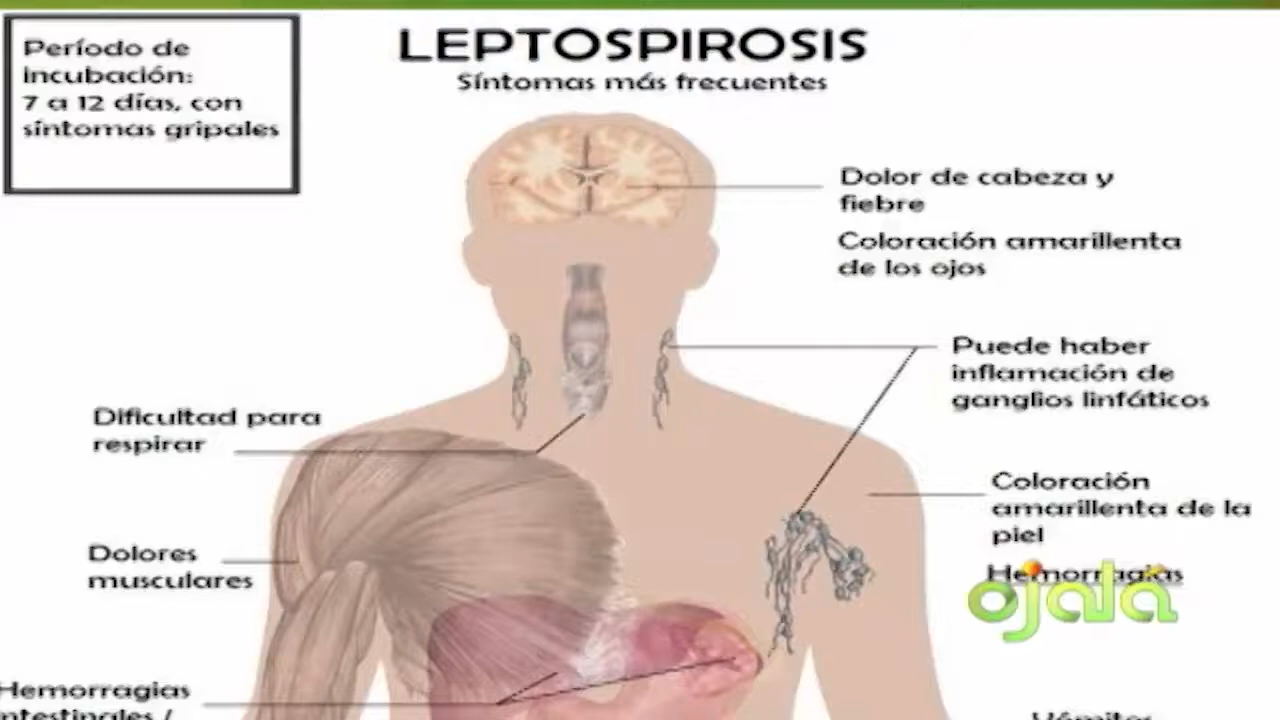 Período de
incubación:
7 a 12 días, con
síntomas gripales
LEPTOSPIROSIS
Síntomas más frecuentes
Dolor de cabeza y
fiebre
Coloración amarillenta
de los ojos
Puede haber
inflamación de
ganglios linfáticos
Dificultad para
respirar
Coloración
amarillenta de la
piel
Hemorragias
ojalá
Dolores
musculares
Hemorragias
intestinales /
Vómitos